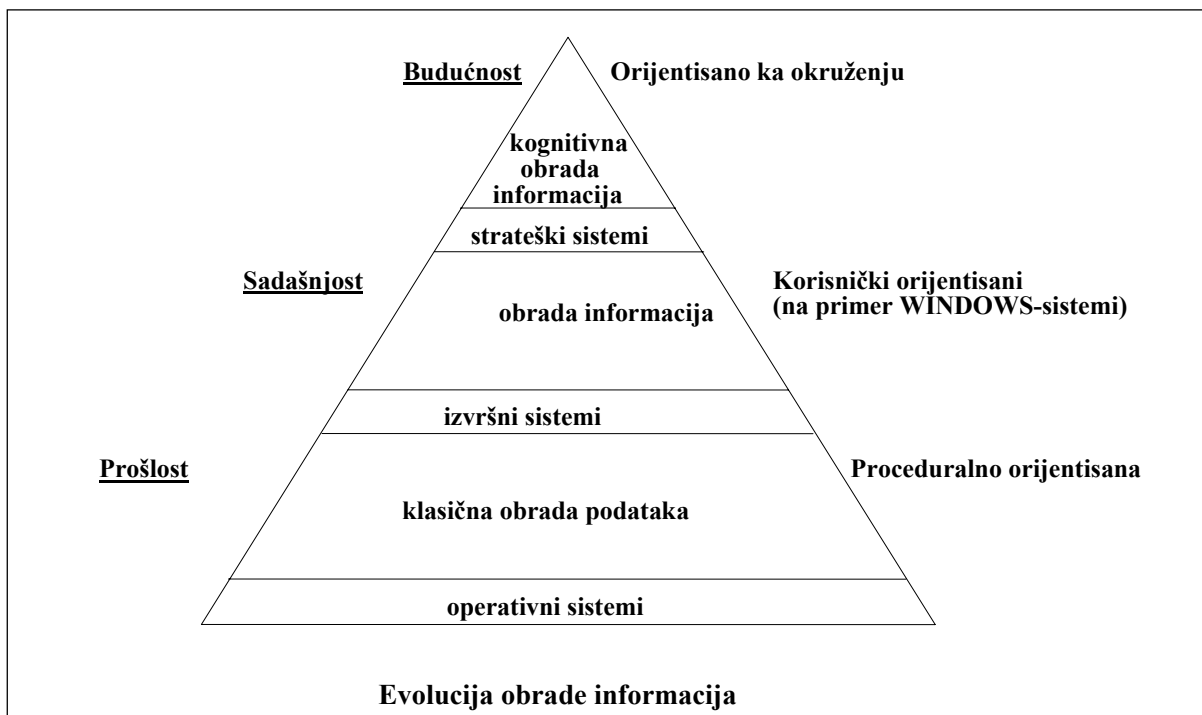 Budućnost
Orijentisano ka okruženju
kognitivna
obrada
informacija
strateški sistemi
Sadašnjost
obrada informacija
Korisnički orijentisani
(na primer WINDOWS-sistemi)
izvršni sistemi
Prošlost
klasična obrada podataka
Proceduralno orijentisana
operativni sistemi
Evolucija obrade informacija